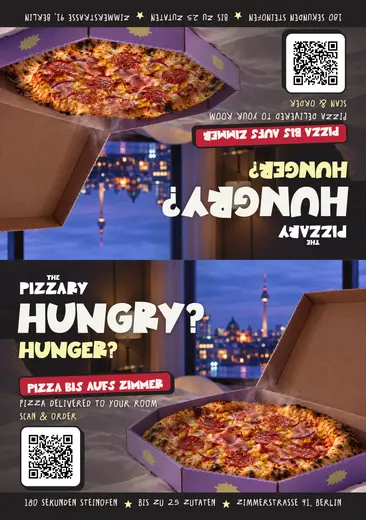 180 SEKUNDEN STEINOFEN ★ BIS ZU 25 ZUTATEN ★ ZIMMERSTRASSE 91, BERLIN
SCAN & ORDER
PIZZA DELIVERED TO YOUR ROOM
PIZZA BIS AUFS ZIMMER
HUNGER?
HUNGRY?
THE
PIZZARY
THE
PIZZARY
HUNGRY?
HUNGER?
PIZZA BIS AUFS ZIMMER
PIZZA DELIVERED TO YOUR ROOM
SCAN & ORDER
180 SEKUNDEN STEINOFEN ★ BIS ZU 25 ZUTATEN ★ ZIMMERSTRASSE 91, BERLIN